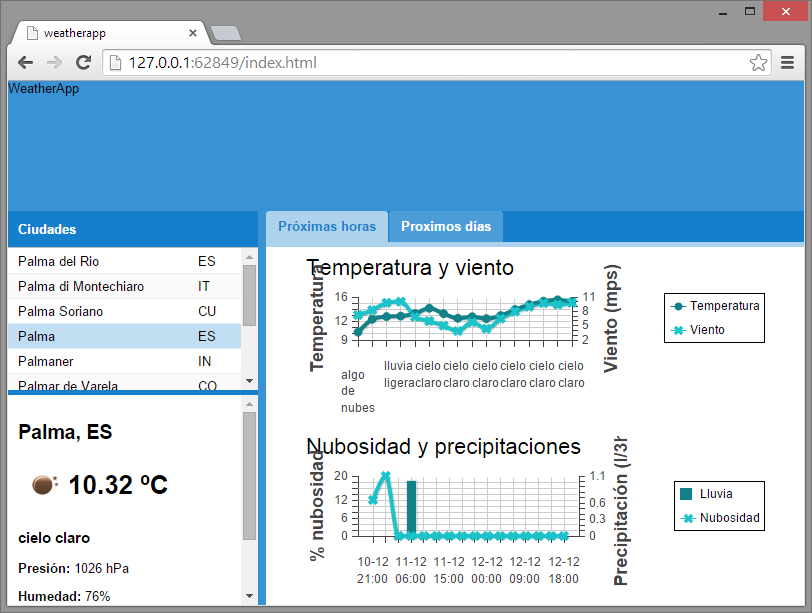 weatherapp
127.0.0.1:62849/index.html
WeatherApp
Ciudades
Palma del Rio ES
Palma di Montechiaro IT
Palma Soriano CU
Palma ES
Palmaner IN
Palmar de Varela CO
Palma, ES
10.32 ºC
cielo claro
Presión: 1026 hPa
Humedad: 76%
Próximas horas Proximos días
Temperatura y viento
Temperatura
16
12
9
11
8
5
2
Viento (mps)
algo
de
nubes
lluvia cielo cielo cielo cielo cielo cielo
ligera claro claro claro claro claro claro
Temperatura
Viento
Nubosidad y precipitaciones
% nubosidad
20
12
6
0
1.1
0.6
0.3
0
Precipitación (l/3h
10-12 11-12 11-12 12-12 12-12 12-12
21:00 06:00 15:00 00:00 09:00 18:00
Lluvia
Nubosidad